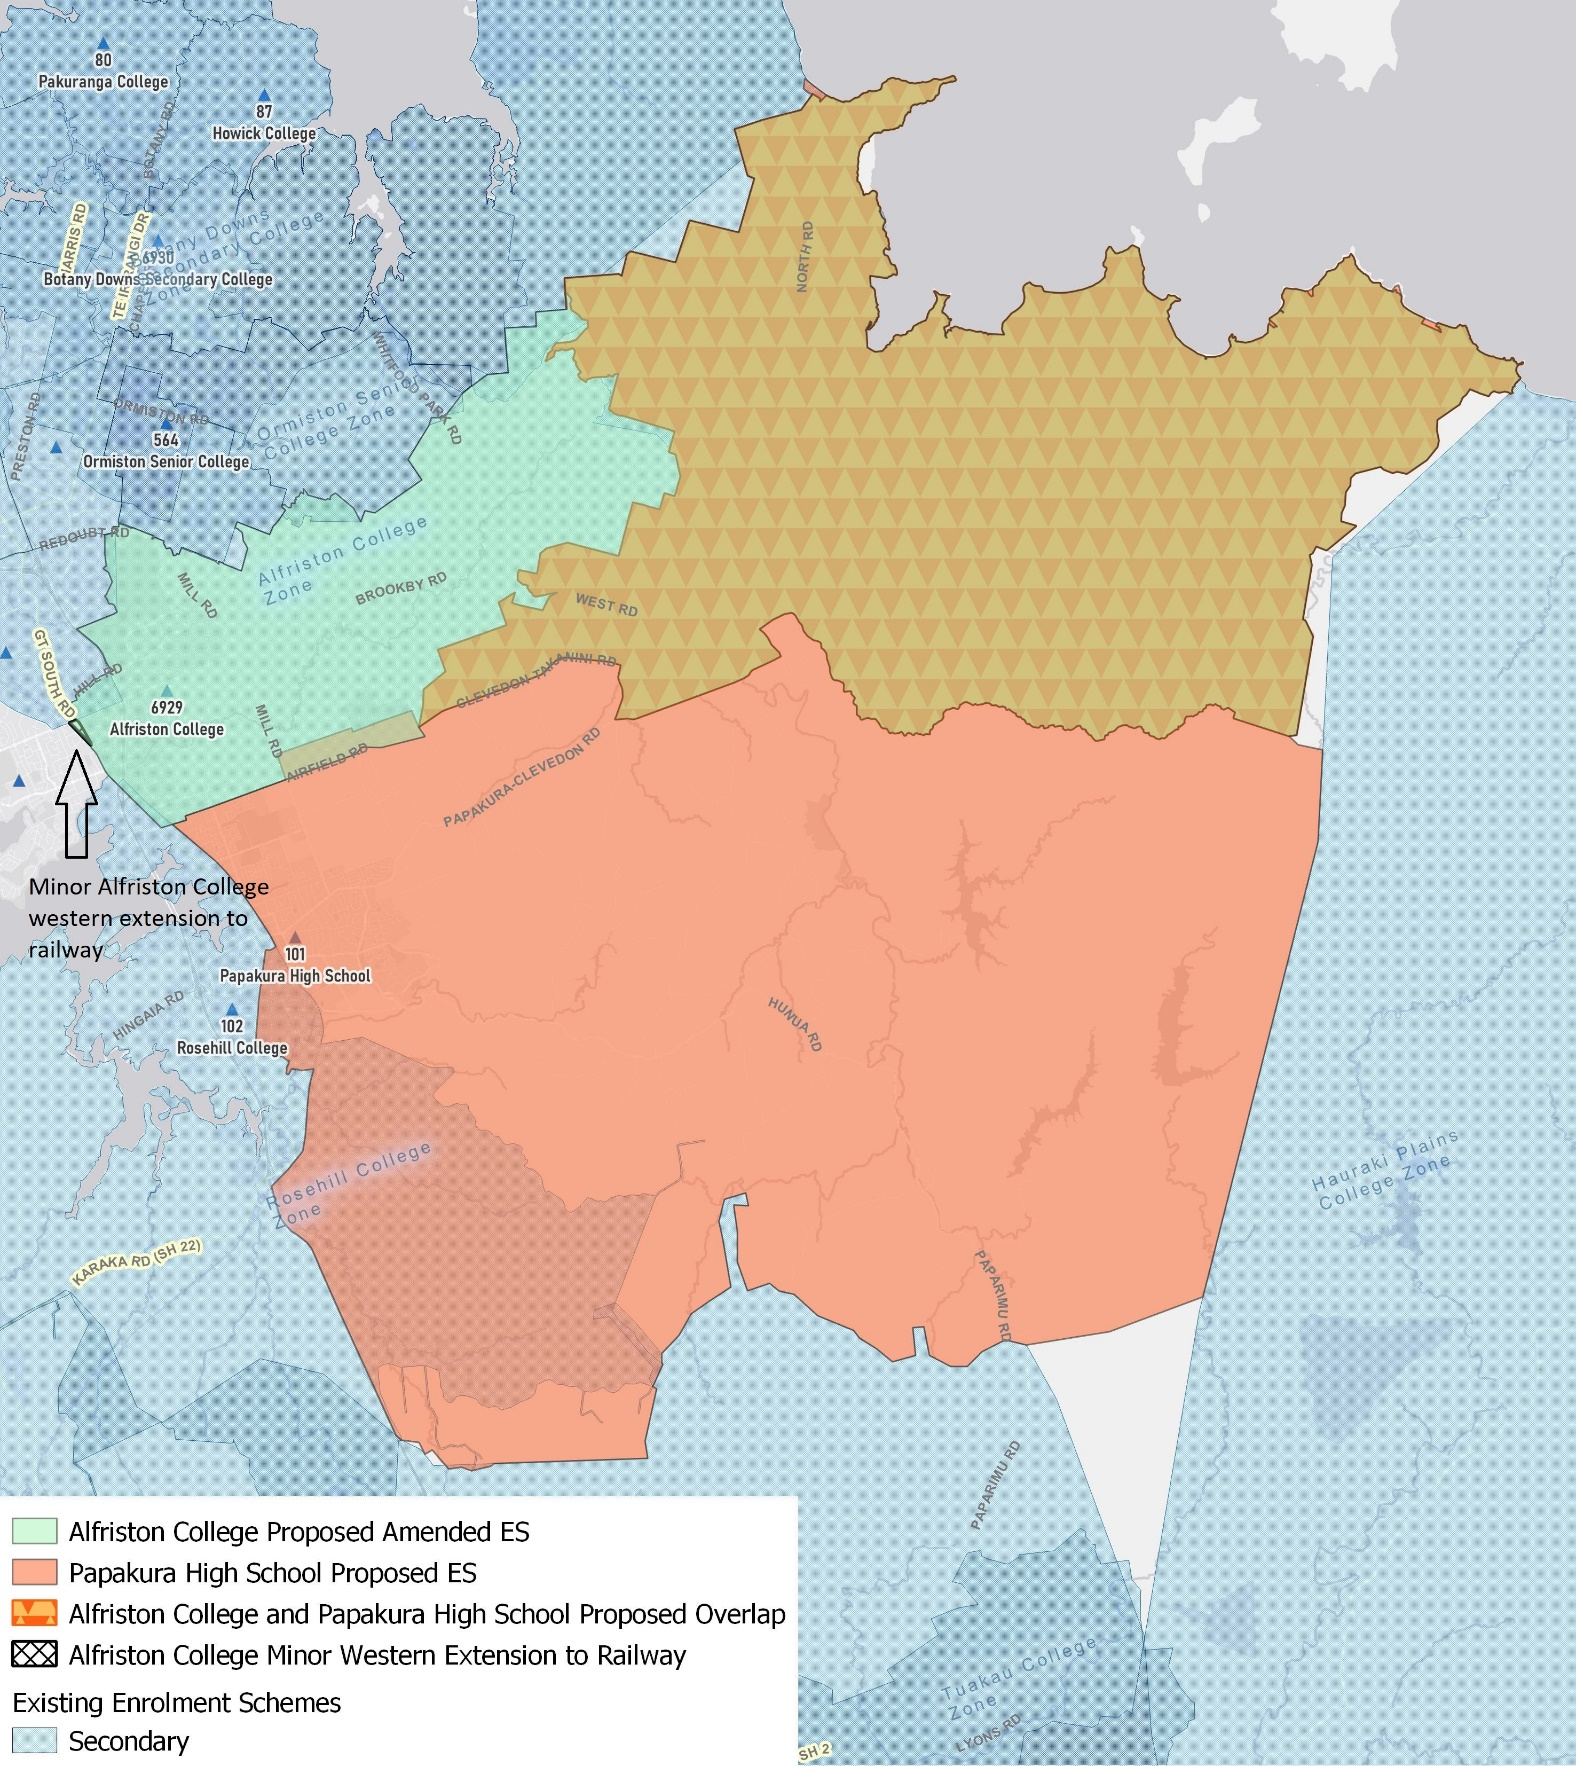 80
Pakuranga College
87
Howick College
BOTANY RD
HARRIS RD
TE IRIRANGI DR
Botany Downs
Secondary College
Zone
6930
Botany Downs Secondary College
NORTH RD
WHITFORD PARK RD
PRESTON RD
ORMISTON RD
Ormiston Senior
College Zone
564
Ormiston Senior College
REDOUBT RD
Alfriston College
Zone
MILL RD
BROOKBY RD
WEST RD
GT SOUTH RD
HILL RD
CLEVEDON TAKANINI RD
6929
Alfriston College
MILL RD
AIRFIELD RD
PAPAKURA-CLEVEDON RD
Minor Alfriston College
western extension to
railway
101
Papakura High School
HINGAIA RD
102
Rosehill College
HUNUA RD
Rosehill College
Zone
Hauraki Plains
College Zone
KARAKA RD (SH 22)
PAPARIMU RD
PAPARIMU RD
Tuakau College
Zone
LYONS RD
SH 2
Alfriston College Proposed Amended ES
Papakura High School Proposed ES
Alfriston College and Papakura High School Proposed Overlap
Alfriston College Minor Western Extension to Railway
Existing Enrolment Schemes
Secondary